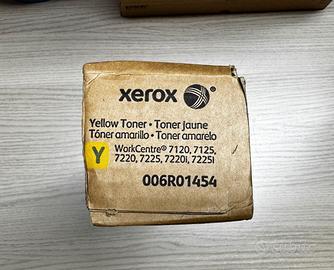 xerox
Yellow Toner • Toner jaune
Tóner amarillo • Toner amarelo
Y
WorkCentre® 7120, 7125,
7220, 7225, 7220i, 7225i
006R01454